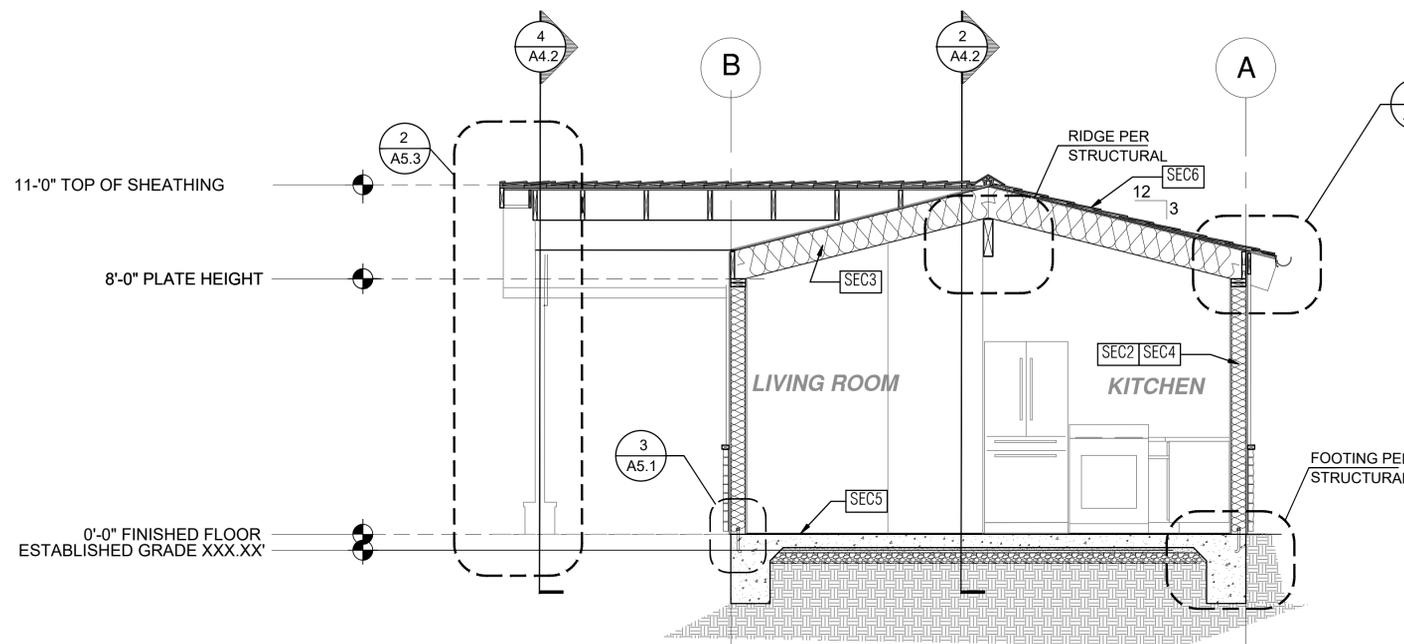 4
A4.2
B
2
A4.2
A
2
A5.3
RIDGE PER
STRUCTURAL
11-'0" TOP OF SHEATHING
SEC6
12
3
8'-0" PLATE HEIGHT
SEC3
SEC2 SEC4
LIVING ROOM
KITCHEN
3
A5.1
FOOTING PER
STRUCTURAL
SEC5
0'-0" FINISHED FLOOR
ESTABLISHED GRADE XXX.XX'